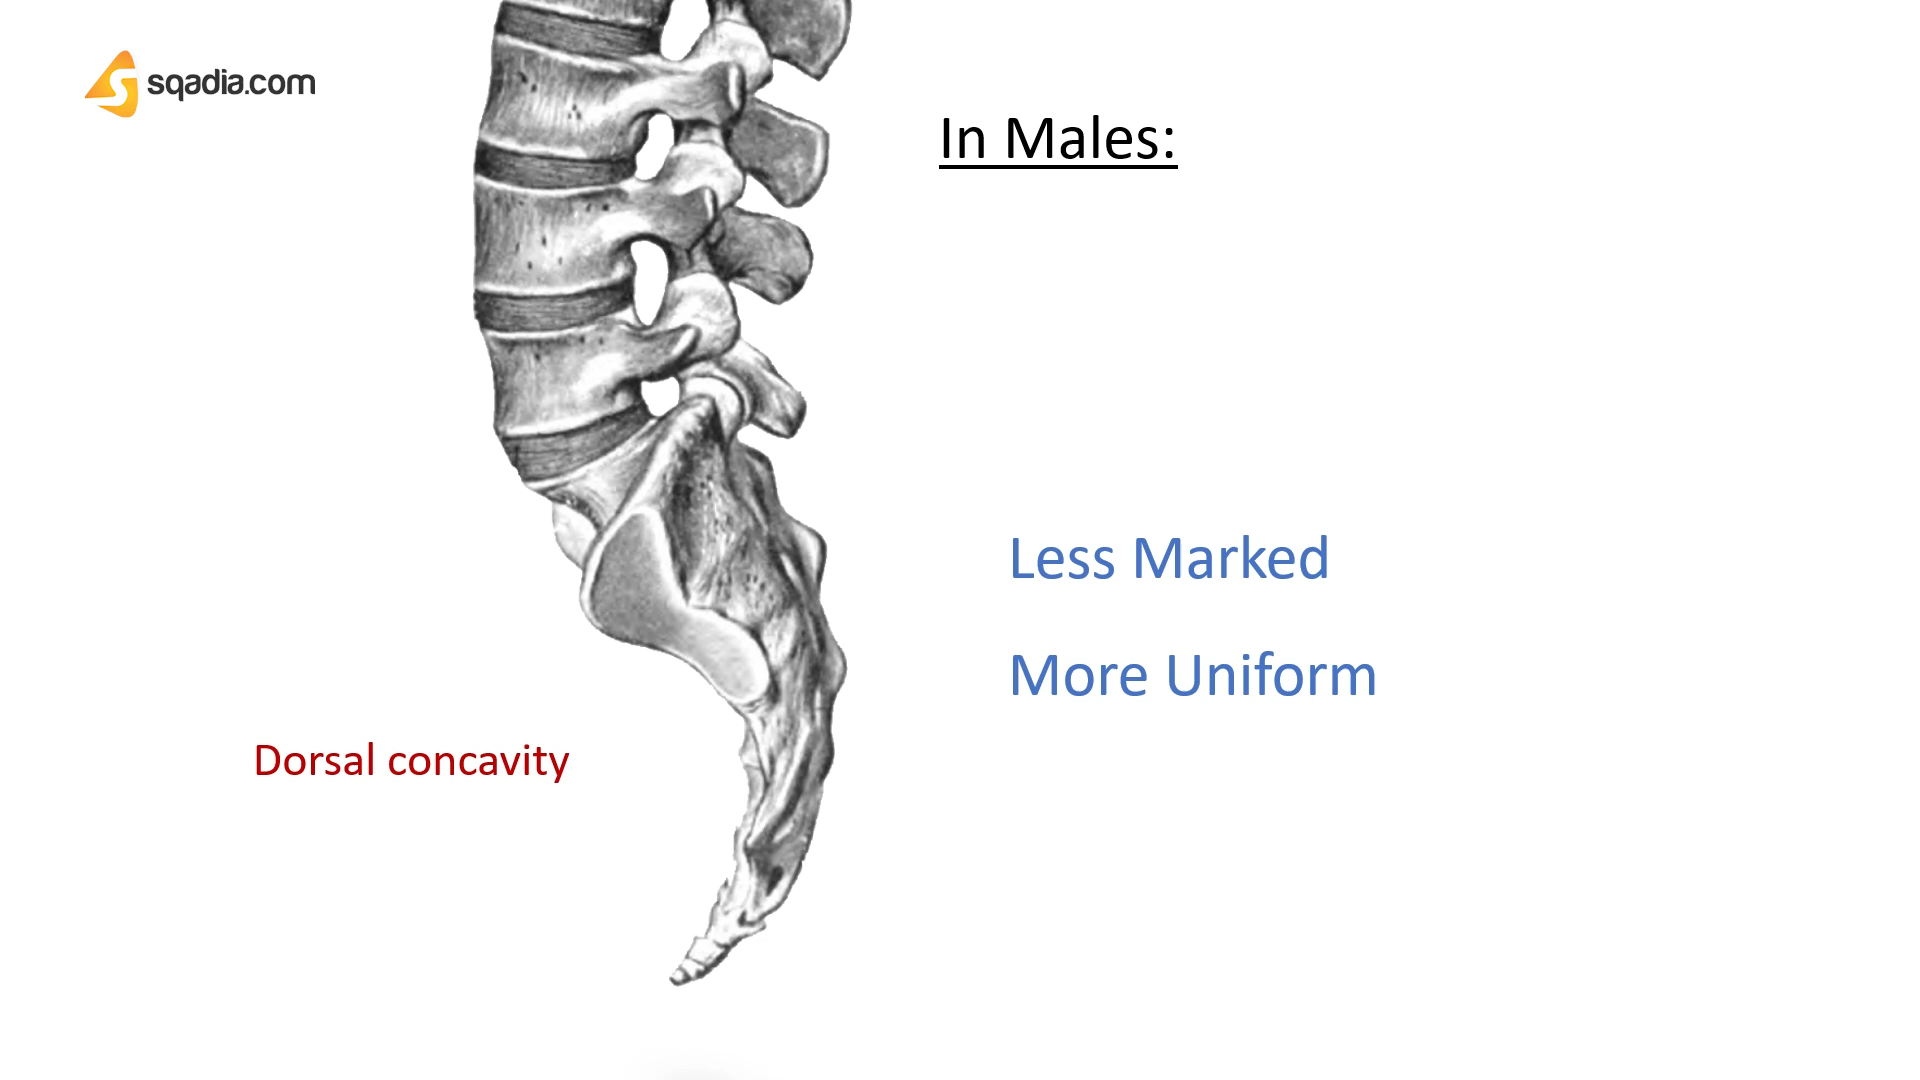 sqadia.com
In Males:
Less Marked
More Uniform
Dorsal concavity